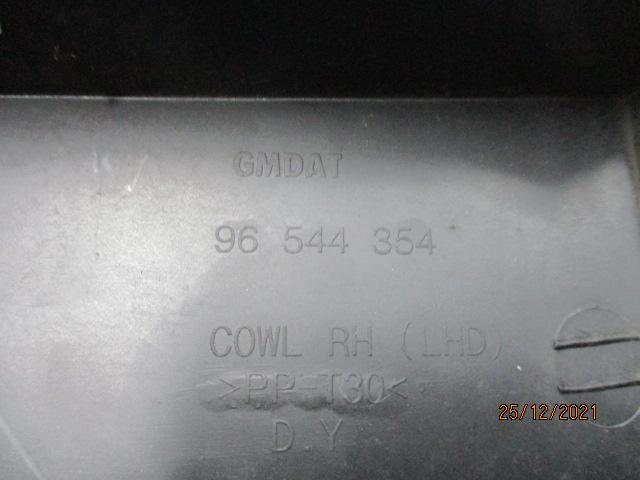 GMDAT
96 544 354
COWL RH (LHD)
>PP-T30<
D.Y
25/12/2021